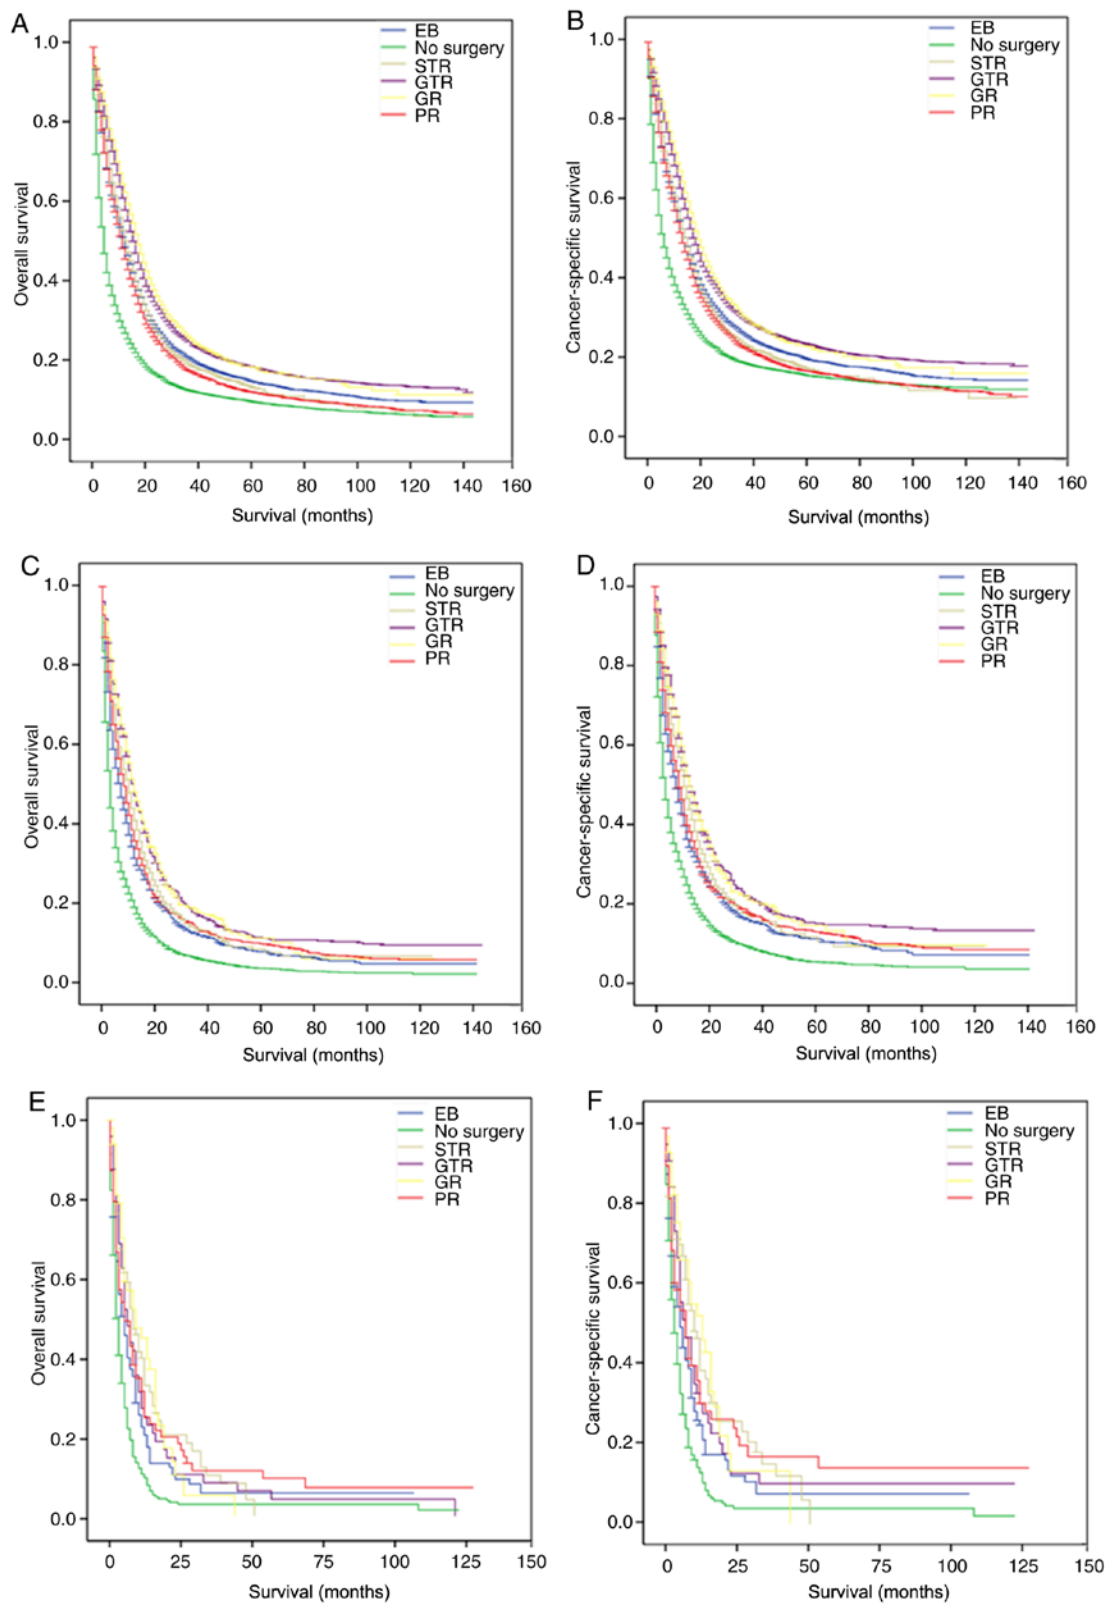 A
EB
No surgery
STR
GTR
GR
PR
1.0
0.8
0.6
0.4
0.2
0.0
Overall survival
0 20 40 60 80 100 120 140 160
Survival (months)
B
EB
No surgery
STR
GTR
GR
PR
1.0
0.8
0.6
0.4
0.2
0.0
Cancer-specific survival
0 20 40 60 80 100 120 140 160
Survival (months)
C
EB
No surgery
STR
GTR
GR
PR
1.0
0.8
0.6
0.4
0.2
0.0
Overall survival
0 20 40 60 80 100 120 140 160
Survival (months)
D
EB
No surgery
STR
GTR
GR
PR
1.0
0.8
0.6
0.4
0.2
0.0
Cancer-specific survival
0 20 40 60 80 100 120 140 160
Survival (months)
E
EB
No surgery
STR
GTR
GR
PR
1.0
0.8
0.6
0.4
0.2
0.0
Overall survival
0 25 50 75 100 125 150
Survival (months)
F
EB
No surgery
STR
GTR
GR
PR
1.0
0.8
0.6
0.4
0.2
0.0
Cancer-specific survival
0 25 50 75 100 125 150
Survival (months)